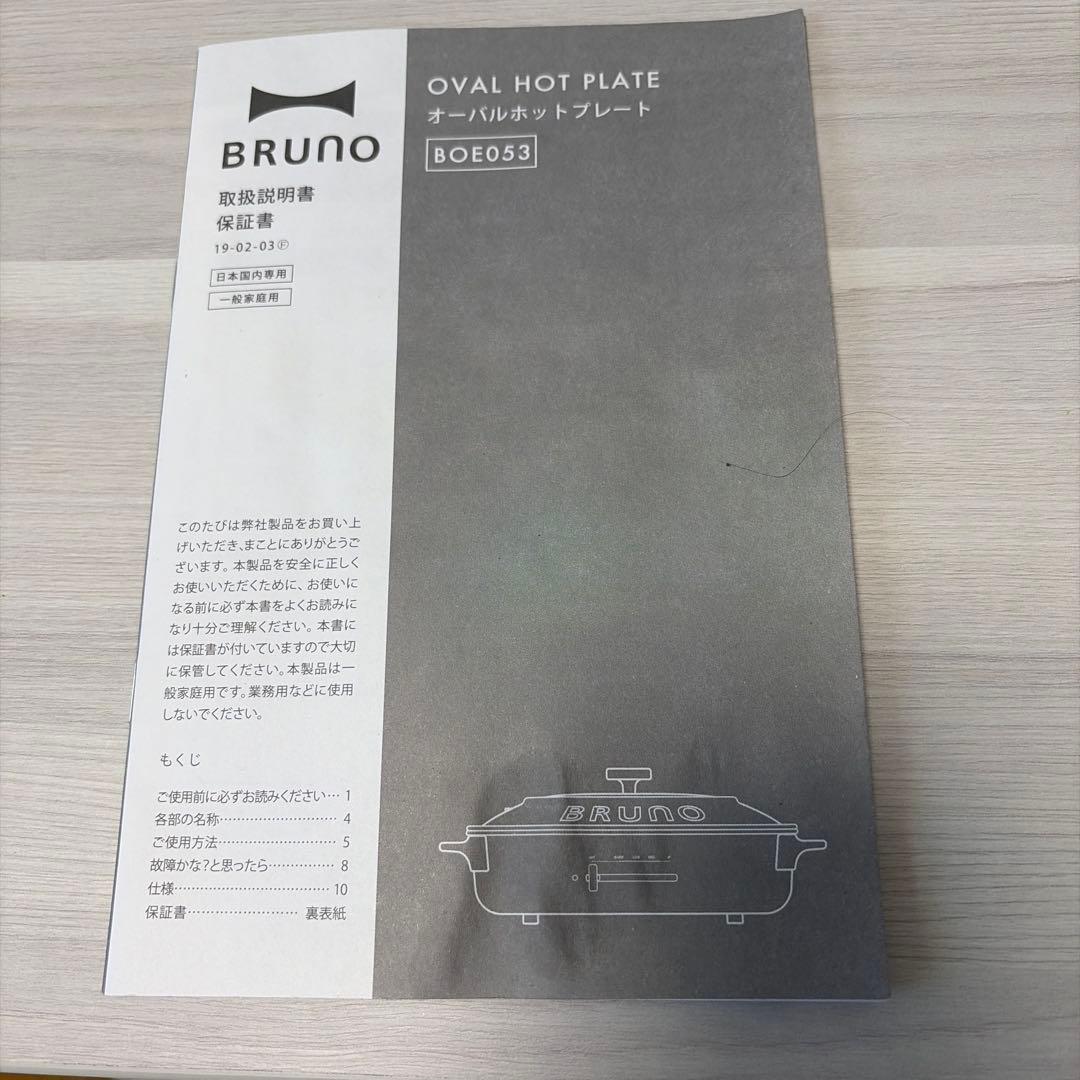 BRUNO
取扱説明書
保証書
19-02-03Ⓕ
日本国内専用
一般家庭用
OVAL HOT PLATE
オーバルホットプレート
BOE053
このたびは弊社製品をお買い上
げいただき、まことにありがとうご
ざいます。本製品を安全に正しく
お使いいただくために、お使いに
なる前に必ず本書をよくお読みに
なり十分ご理解ください。本書に
は保証書が付いていますので大切
に保管してください。本製品は一
般家庭用です。業務用などに使用
しないでください。
もくじ
ご使用前に必ずお読みください… 1
各部の名称………………………… 4
ご使用方法………………………… 5
故障かな?と思ったら…………… 8
仕様………………………………… 10
保証書…………………… 裏表紙
BRUNO